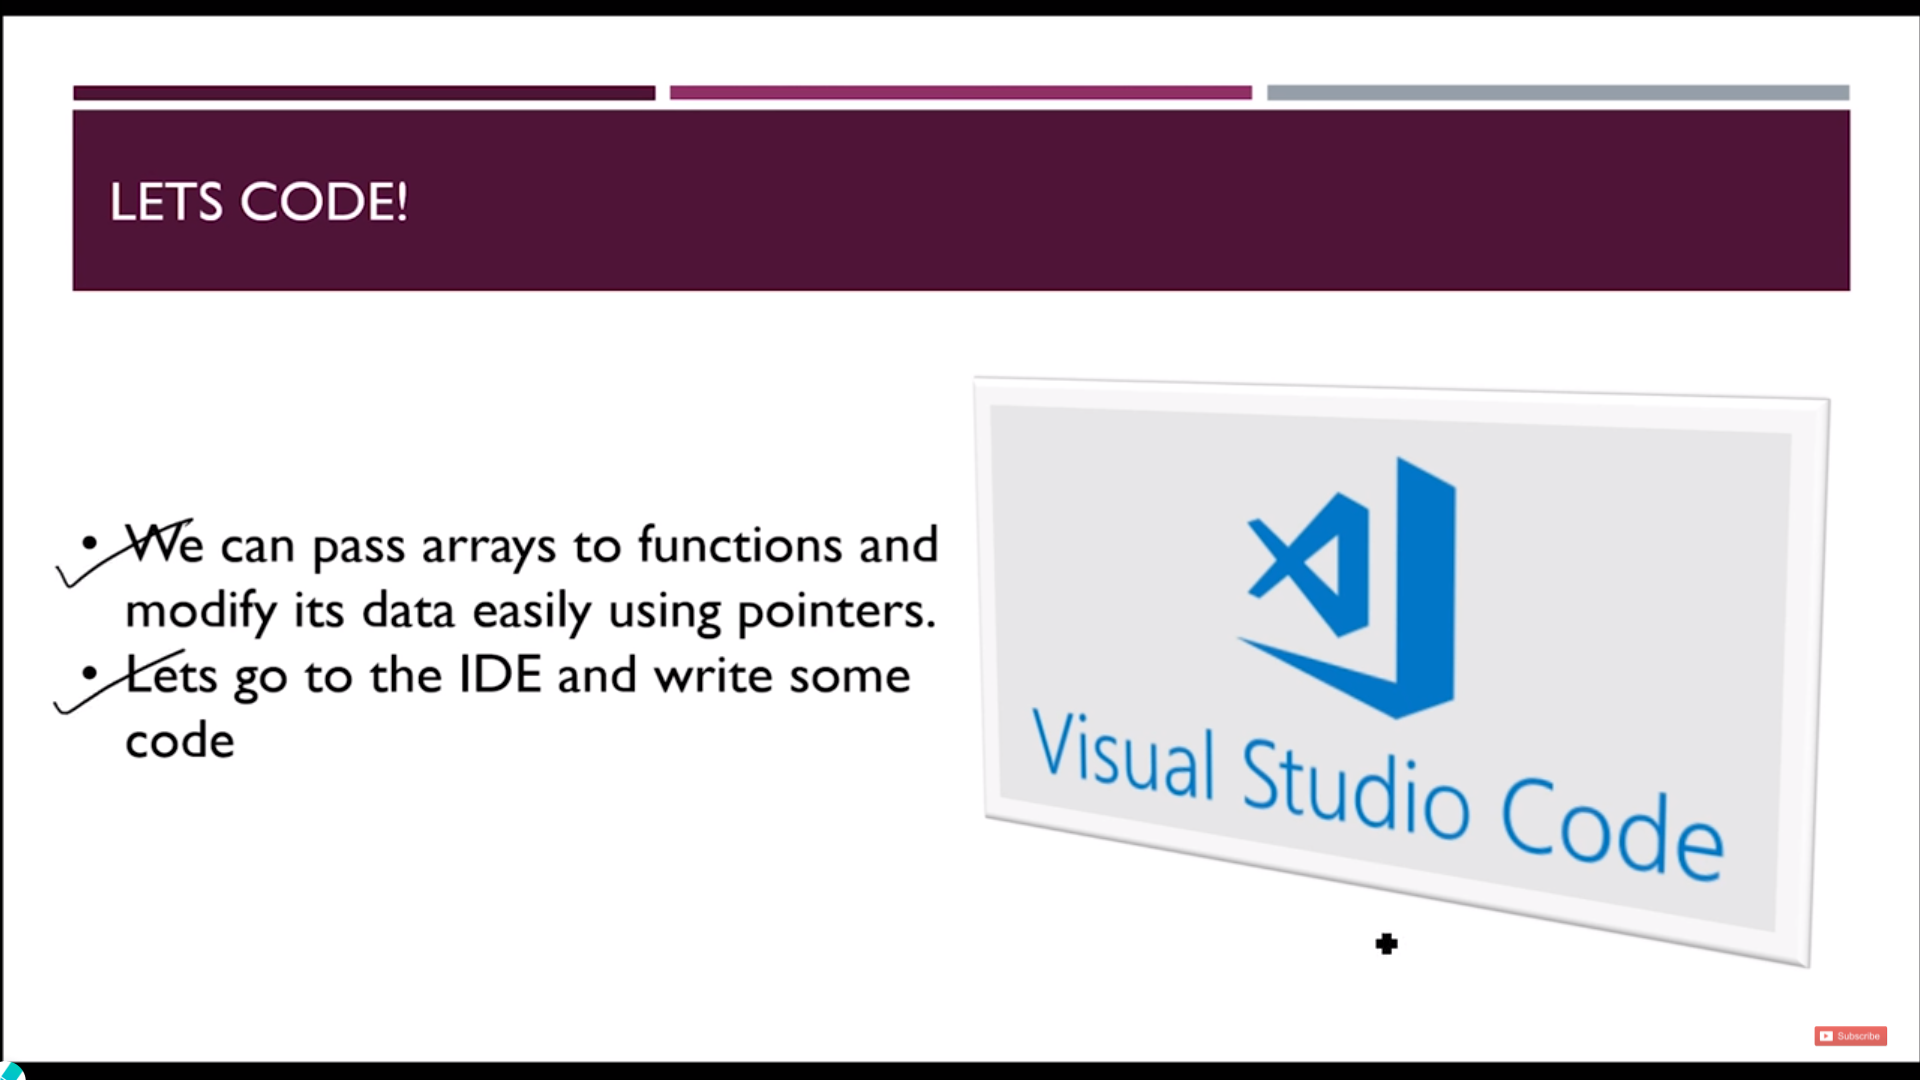 LETS CODE!
• We can pass arrays to functions and
modify its data easily using pointers.
• Lets go to the IDE and write some
code
Visual Studio Code
Subscribe